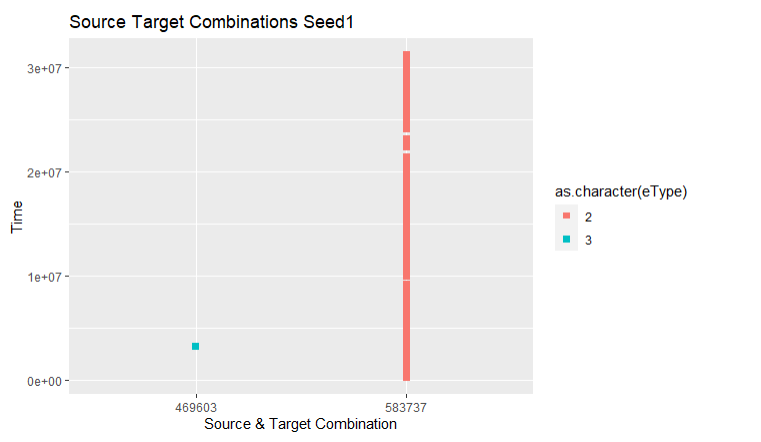 Source Target Combinations Seed1
Time
3e+07
2e+07
1e+07
0e+00
469603
583737
Source & Target Combination
as.character(eType)
2
3